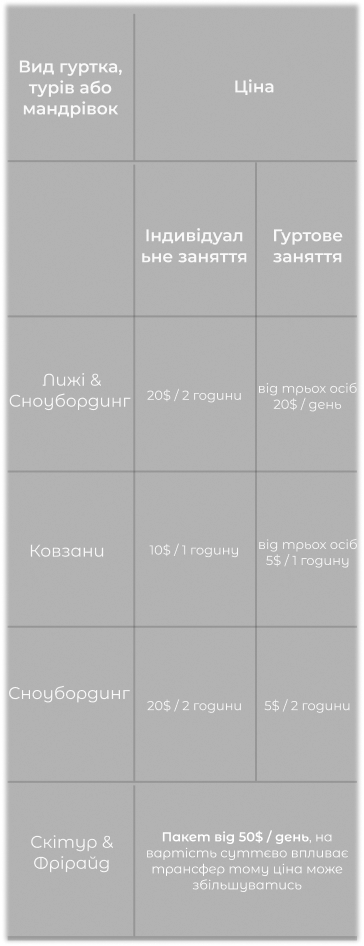 Вид гуртка,
турів або
мандрівок
Ціна
Індивідуал
ьне заняття
Гуртове
заняття
Лижі &
Сноубординг
20$ / 2 години
від трьох осіб
20$ / день
Ковзани
10$ / 1 годину
від трьох осіб
5$ / 1 годину
Сноубординг
20$ / 2 години
5$ / 2 години
Скітур &
Фрірайд
Пакет від 50$ / день, на
вартість суттєво впливає
трансфер тому ціна може
збільшуватись